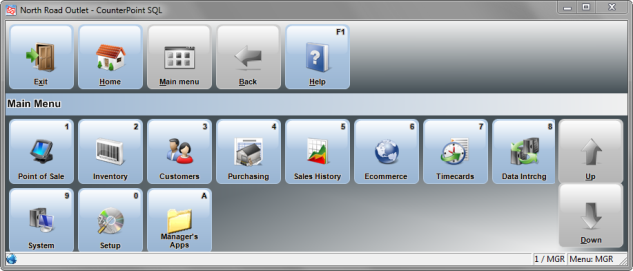 North Road Outlet - CounterPoint SQL
F1
Exit Home Main menu Back Help
Main Menu
1 2 3 4 5 6 7 8
Point of Sale Inventory Customers Purchasing Sales History Ecommerce Timecards Data Intrchg Up
9 0 A
System Setup Manager's Apps Down
1 / MGR Menu: MGR